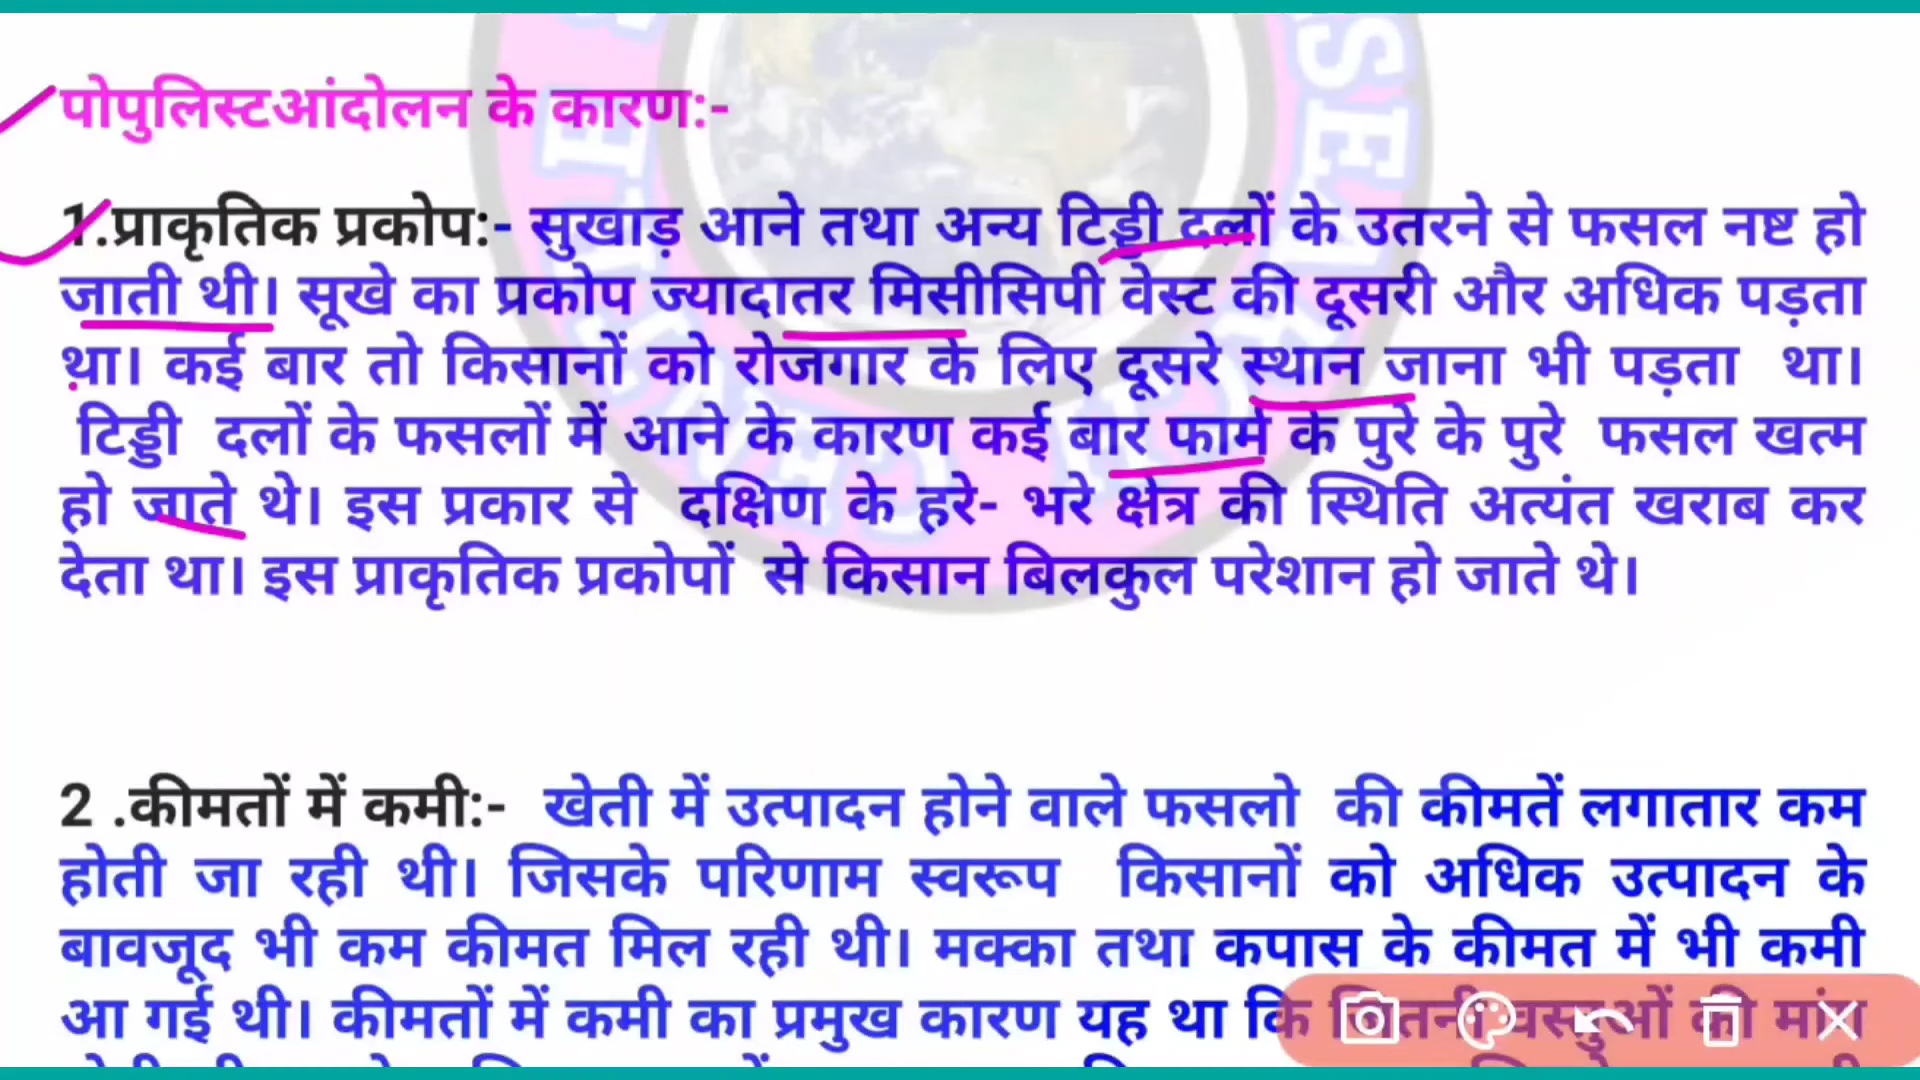 पोपुलिस्टआंदोलन के कारण:-
1.प्राकृतिक प्रकोप:- सुखाड़ आने तथा अन्य टिड्डी दलों के उतरने से फसल नष्ट हो
जाती थी। सूखे का प्रकोप ज्यादातर मिसीसिपी वेस्ट की दूसरी और अधिक पड़ता
था। कई बार तो किसानों को रोजगार के लिए दूसरे स्थान जाना भी पड़ता था।
टिड्डी दलों के फसलों में आने के कारण कई बार फार्म के पुरे के पुरे फसल खत्म
हो जाते थे। इस प्रकार से दक्षिण के हरे- भरे क्षेत्र की स्थिति अत्यंत खराब कर
देता था। इस प्राकृतिक प्रकोपों से किसान बिलकुल परेशान हो जाते थे।
2 .कीमतों में कमी:- खेती में उत्पादन होने वाले फसलो की कीमतें लगातार कम
होती जा रही थी। जिसके परिणाम स्वरूप किसानों को अधिक उत्पादन के
बावजूद भी कम कीमत मिल रही थी। मक्का तथा कपास के कीमत में भी कमी
आ गई थी। कीमतों में कमी का प्रमुख कारण यह था कि जितनी वस्तुओं की मांग